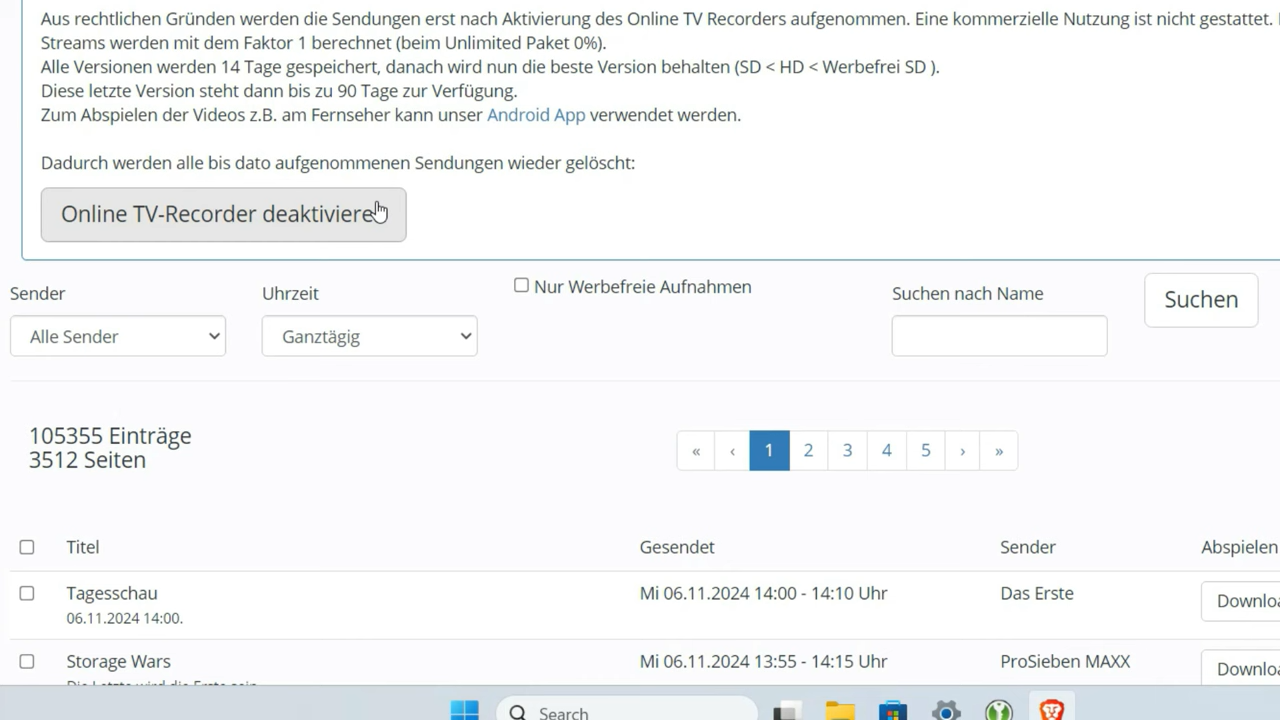 Aus rechtlichen Gründen werden die Sendungen erst nach Aktivierung des Online TV Recorders aufgenommen. Eine kommerzielle Nutzung ist nicht gestattet.
Streams werden mit dem Faktor 1 berechnet (beim Unlimited Paket 0%).
Alle Versionen werden 14 Tage gespeichert, danach wird nun die beste Version behalten (SD < HD < Werbefrei SD ).
Diese letzte Version steht dann bis zu 90 Tage zur Verfügung.
Zum Abspielen der Videos z.B. am Fernseher kann unser Android App verwendet werden.
Dadurch werden alle bis dato aufgenommenen Sendungen wieder gelöscht:
Online TV-Recorder deaktiviere
Sender
Uhrzeit
Nur Werbefreie Aufnahmen
Suchen nach Name
Suchen
Alle Sender
Ganztägig
105355 Einträge
3512 Seiten
« ‹ 1 2 3 4 5 › »
Titel Gesendet Sender Abspielen
Tagesschau Mi 06.11.2024 14:00 - 14:10 Uhr Das Erste Downloa
06.11.2024 14:00.
Storage Wars Mi 06.11.2024 13:55 - 14:15 Uhr ProSieben MAXX Downloa
Search